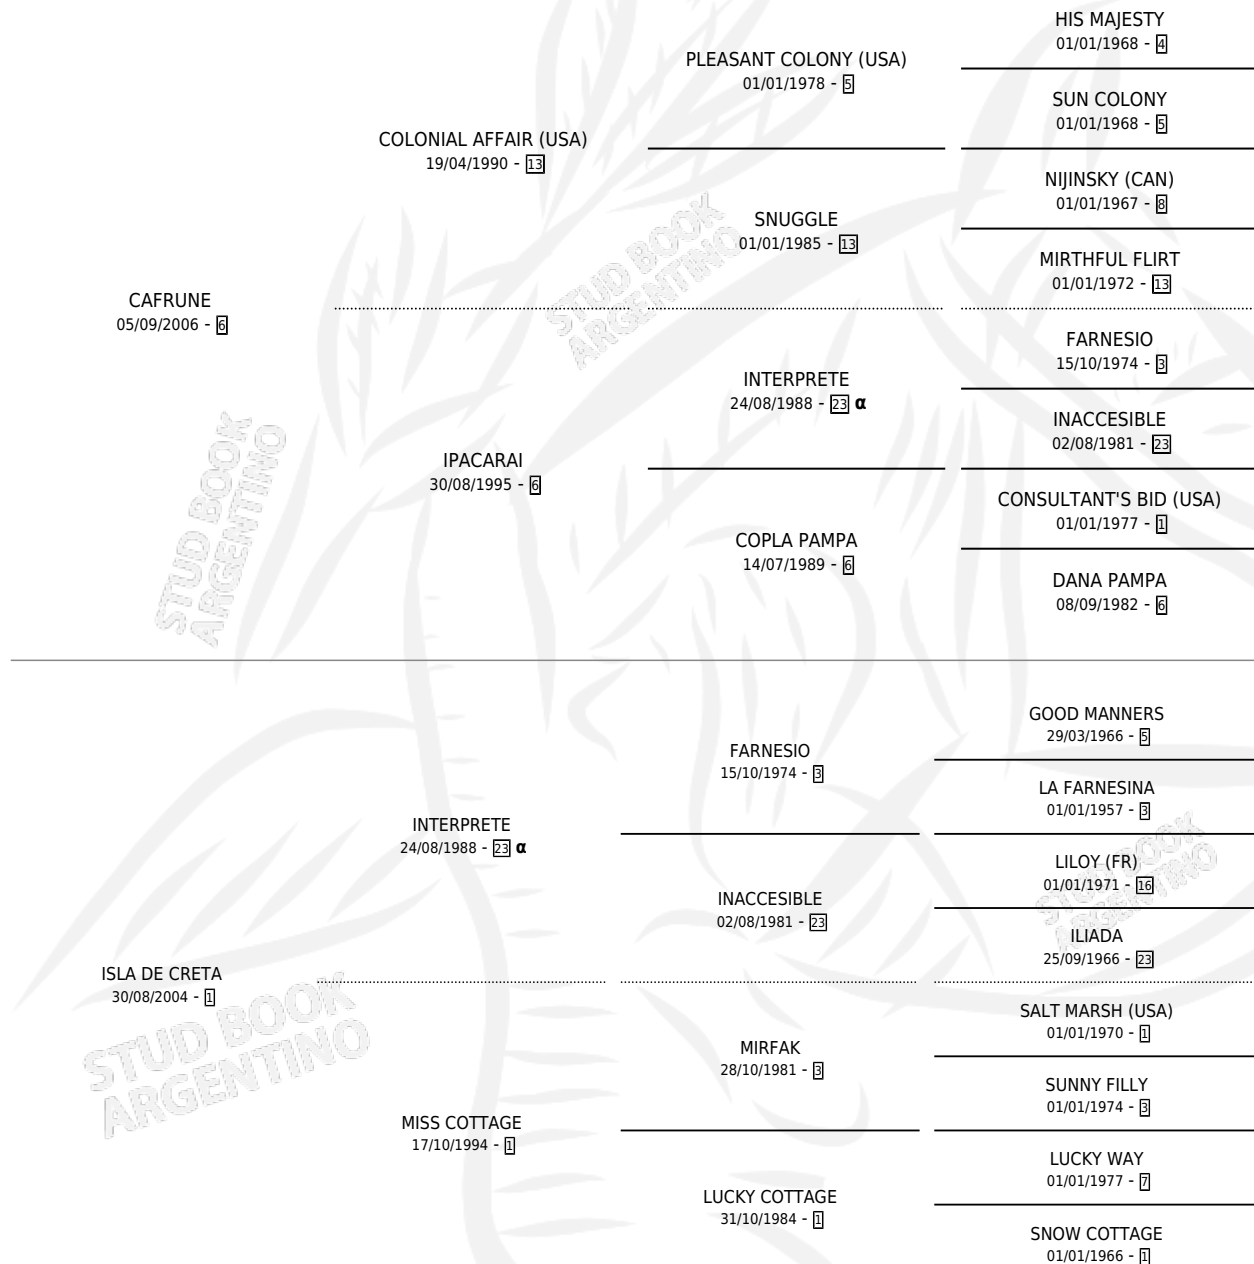 HIS MAJESTY
01/01/1968 - 4
PLEASANT COLONY (USA)
01/01/1978 - 5
SUN COLONY
01/01/1968 - 5
COLONIAL AFFAIR (USA)
19/04/1990 - 13
NIJINSKY (CAN)
01/01/1967 - 8
SNUGGLE
01/01/1985 - 13
MIRTHFUL FLIRT
01/01/1972 - 13
CAFRUNE
05/09/2006 - 6
FARNESIO
15/10/1974 - 3
INTERPRETE
24/08/1988 - 23 α
INACCESIBLE
02/08/1981 - 23
IPACARAI
30/08/1995 - 6
CONSULTANT'S BID (USA)
01/01/1977 - 1
COPLA PAMPA
14/07/1989 - 6
DANA PAMPA
08/09/1982 - 6
GOOD MANNERS
29/03/1966 - 5
FARNESIO
15/10/1974 - 3
LA FARNESINA
01/01/1957 - 3
INTERPRETE
24/08/1988 - 23 α
LILOY (FR)
01/01/1971 - 16
INACCESIBLE
02/08/1981 - 23
ILIADA
25/09/1966 - 23
ISLA DE CRETA
30/08/2004 - 1
SALT MARSH (USA)
01/01/1970 - 1
MIRFAK
28/10/1981 - 3
SUNNY FILLY
01/01/1974 - 3
MISS COTTAGE
17/10/1994 - 1
LUCKY WAY
01/01/1977 - 7
LUCKY COTTAGE
31/10/1984 - 1
SNOW COTTAGE
01/01/1966 - 1
STUD BOOK
ARGENTINO
STUD BOOK
ARGENTINO
STUD BOOK
ARGENTINO
STUD BOOK
ARGENTINO